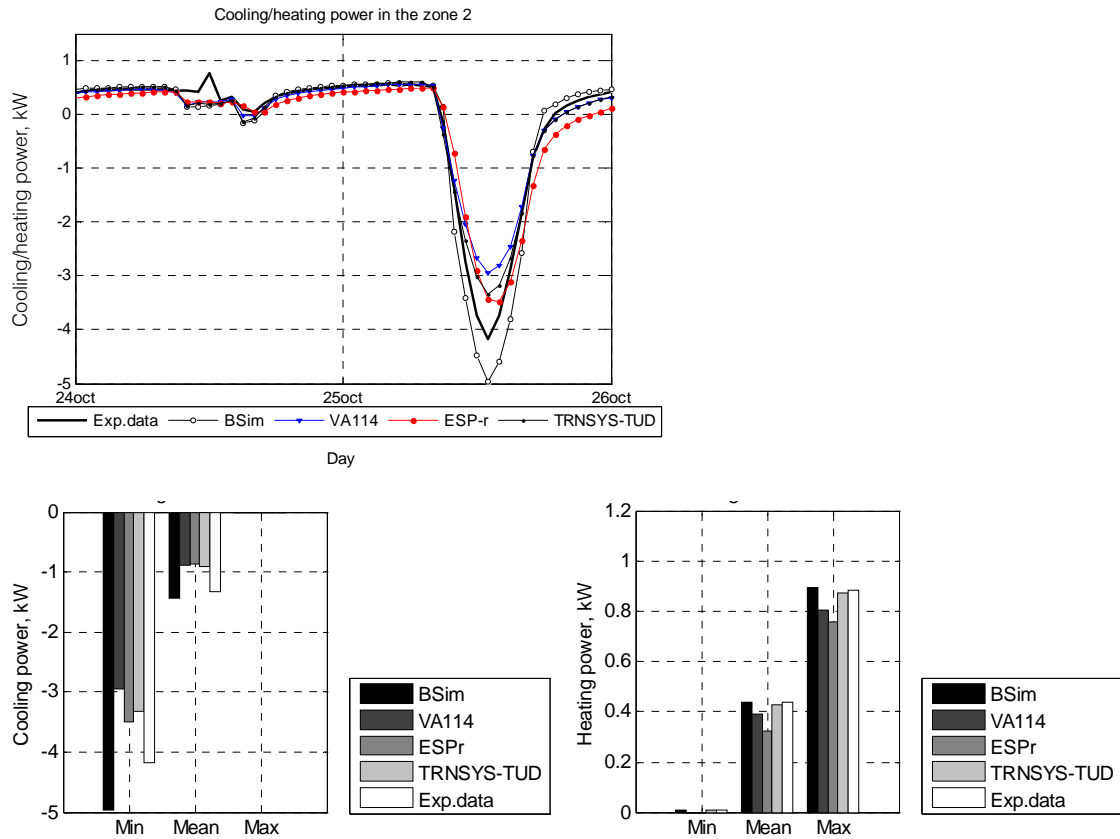 Cooling/heating power in the zone 2
Cooling/heating power, kW
1
0
-1
-2
-3
-4
-5
24oct
25oct
26oct
Exp.data
BSim
VA114
ESP-r
TRNSYS-TUD
Day
Cooling power, kW
0
-1
-2
-3
-4
-5
Min
Mean
Max
BSim
VA114
ESPr
TRNSYS-TUD
Exp.data
Heating power, kW
1.2
1
0.8
0.6
0.4
0.2
0
Min
Mean
Max
BSim
VA114
ESPr
TRNSYS-TUD
Exp.data